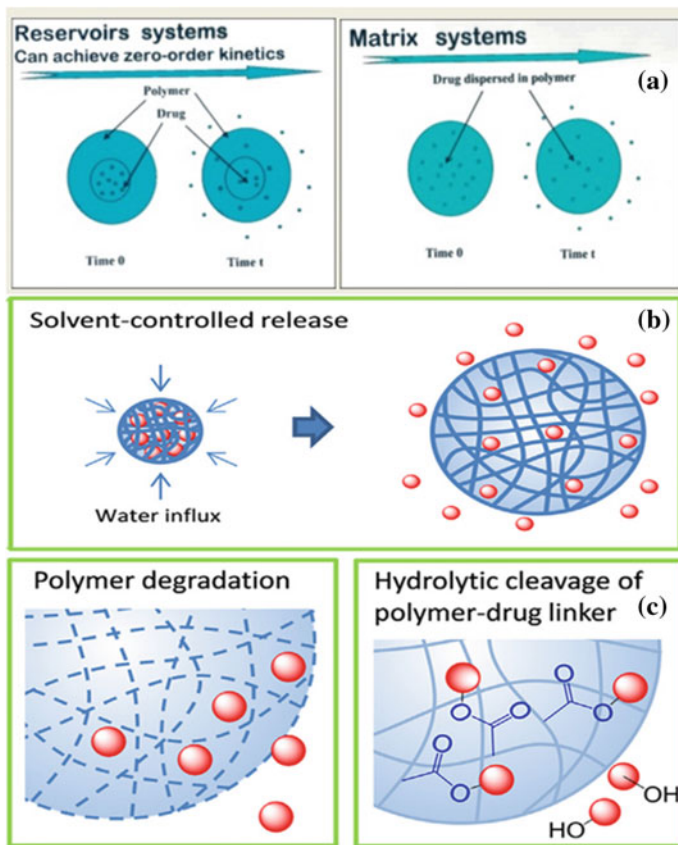 Reservoirs systems
Can achieve zero-order kinetics
Polymer
Drug
Time 0
Time t
Matrix systems
(a)
Drug dispersed in polymer
Time 0
Time t
Solvent-controlled release
(b)
Water influx
Polymer degradation
Hydrolytic cleavage of
polymer-drug linker
(c)
O
O
O
O
O
O
OH
HO